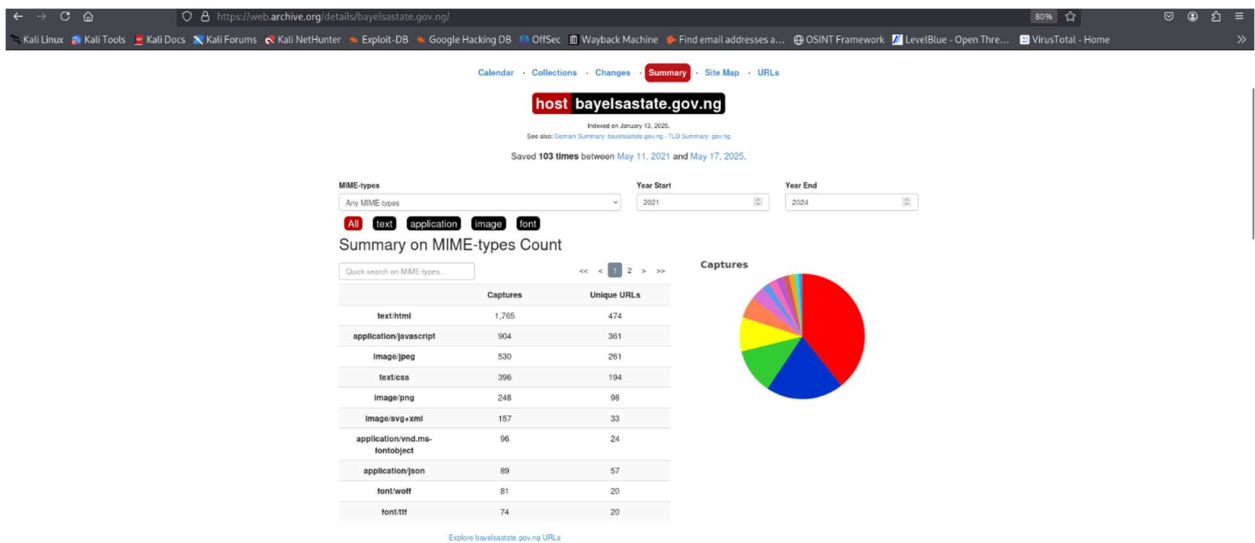 https://web.archive.org/details/bayelsastate.gov.ng/ 80%
Kali Linux Kali Tools Kali Docs Kali Forums Kali NetHunter Exploit-DB Google Hacking DB OffSec Wayback Machine Find email addresses a... OSINT Framework LevelBlue - Open Thre... VirusTotal - Home »
Calendar · Collections · Changes · Summary · Site Map · URLs
host bayelsastate.gov.ng
Indexed on January 13, 2025.
See also: Domain Summary: bayelsastate.gov.ng - TLD Summary: gov.ng
Saved 103 times between May 11, 2021 and May 17, 2025.
MIME-types Year Start Year End
Any MIME-types 2021 2024
All text application image font
Summary on MIME-types Count
Captures
Quick search on MIME-types... << < 1 2 > >>
Captures Unique URLs
text/html 1,765 474
application/javascript 904 361
image/jpeg 530 261
text/css 396 194
image/png 248 98
image/svg+xml 157 33
application/vnd.ms-
fontobject 96 24
application/json 89 57
font/woff 81 20
font/ttf 74 20
Explore bayelsastate.gov.ng URLs